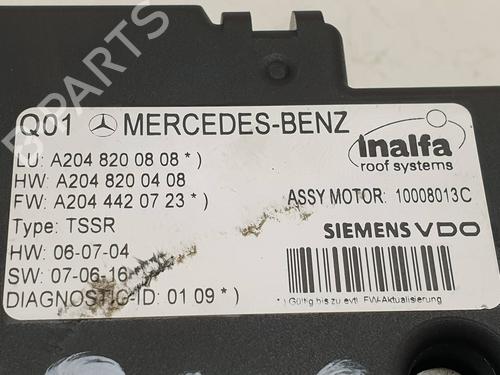 Q01 MERCEDES-BENZ
LU: A204 820 08 08 *)
HW: A204 820 04 08
FW: A204 442 07 23 *)
Type: TSSR
HW: 06-07-04
SW: 07-06-16
DIAGNOSTIC-ID: 01 09 *)
inalfa
roof systems
ASSY MOTOR: 10008013C
SIEMENS VDO
*) Gültig bis zu evtl. FW-Aktualisierung
B-PARTS